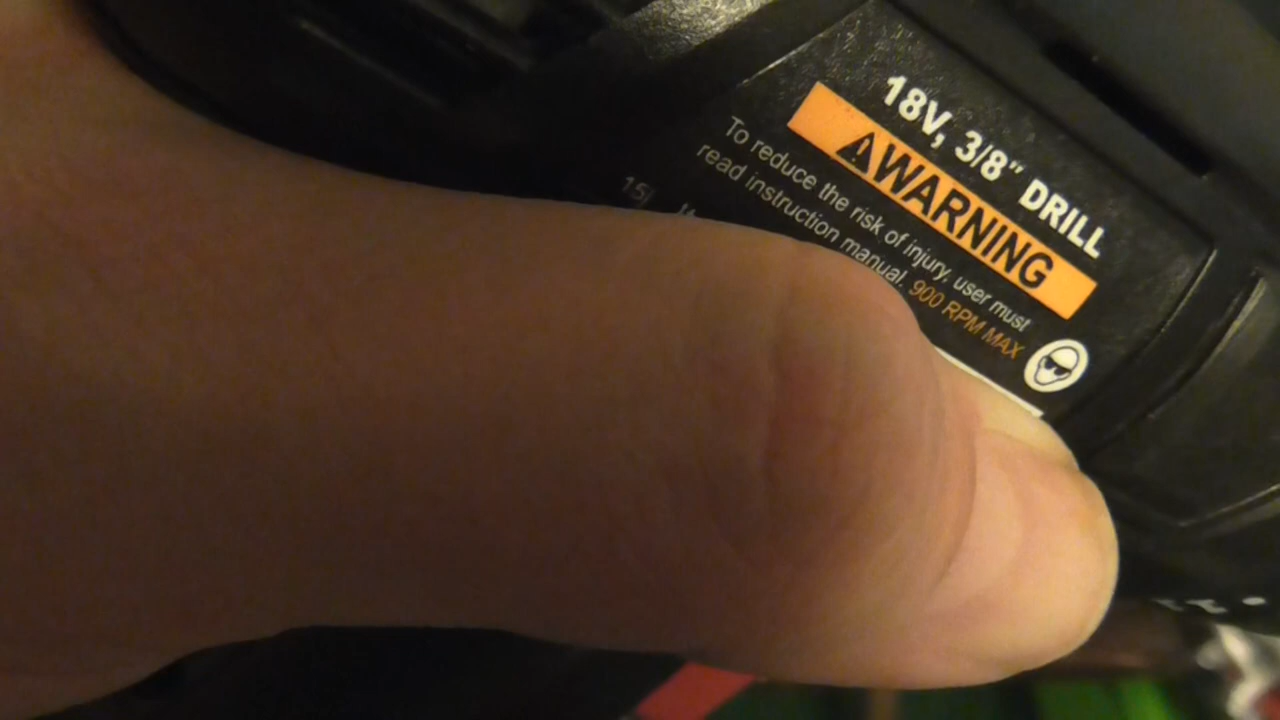 18V, 3/8" DRILL
WARNING
To reduce the risk of injury, user must
read instruction manual. 900 RPM MAX